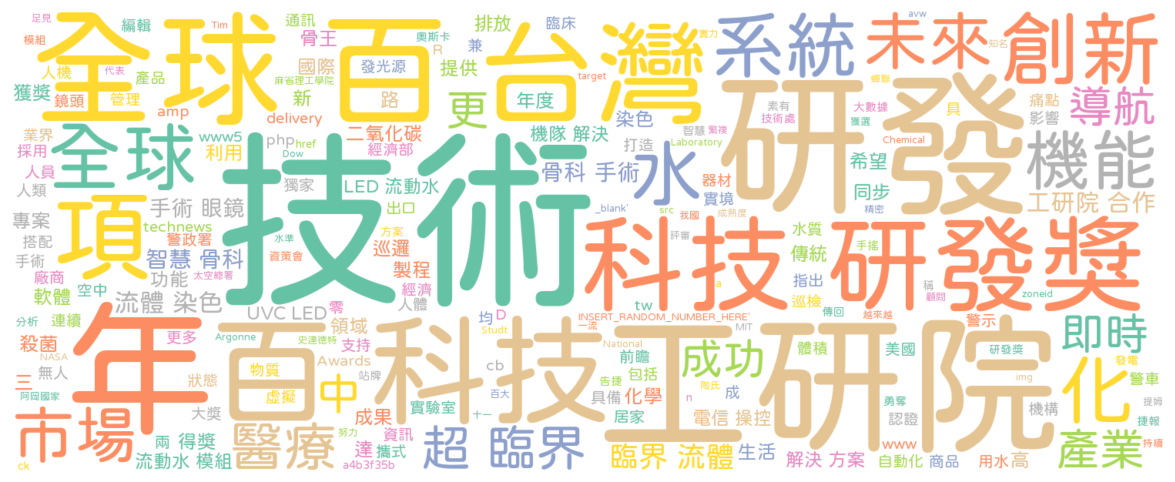 足見
Tim
通訊
奧斯卡
排放
臨床
兼
R
實力
avw
知名
模組
編輯
骨王
代表
全球百
台灣
系統
未來
創新
人機
產品
國際
發光源
提供
麻省理工學院
target
蟬聯
獲獎
鏡頭
管理
新
路
更
年度
素有
大數據
具
痛點
導航
影響
技術處
獲選
amp
delivery
二氧化碳
機隊 解決
染色
智慧
繁複
打造
Laboratory
Chemical
業界
採用
www5
php
href
經濟部
利用
Dow
全球
水
研發
希望
機能
人員
人類
獨家
LED 流動水
骨科 手術
器材
實境
同步
工研院 合作
_blank'
src
我國
成熟度
精密
項
手術 眼鏡
出口
technews
技術
科技 研發獎
專案
搭配
警政署
水準
方案
巡邏
評審
水質
手搖
手術
智慧 骨科
資策會
製程
傳統
指出
稱
廠商
功能
太空總署
軟體
空中
經濟
a
巡檢
顧問
zoneid
流體 染色
人體
tw
傳回
越來越
分析
連續
UVC LED
零
均
D
Studt
INSERT_RANDOM_NUMBER_HERE'
一流
MIT
警示
即時
殺菌
NASA
年
更多
Argonne
史達德特
領域
支持
National
前瞻
成功
體積
美國
研發獎
發電
無人
三
狀態
百科技工研院
物質
站牌
Awards
cb
告捷
包括
陶氏
img
化
警車
阿岡國家
虛擬
中
實驗室
百大
十一
具備
化學
n
成
勇奪
機構
提姆
市場
大獎
成果
居家
電信 操控
認證
捷報
兩 得獎
醫療
努力
資訊
達
攜式
超 臨界
臨界 流體
生活
www
產業
持續
ck
流動水 模組
a4b3f35b
解決 方案
自動化
商品
用水
高